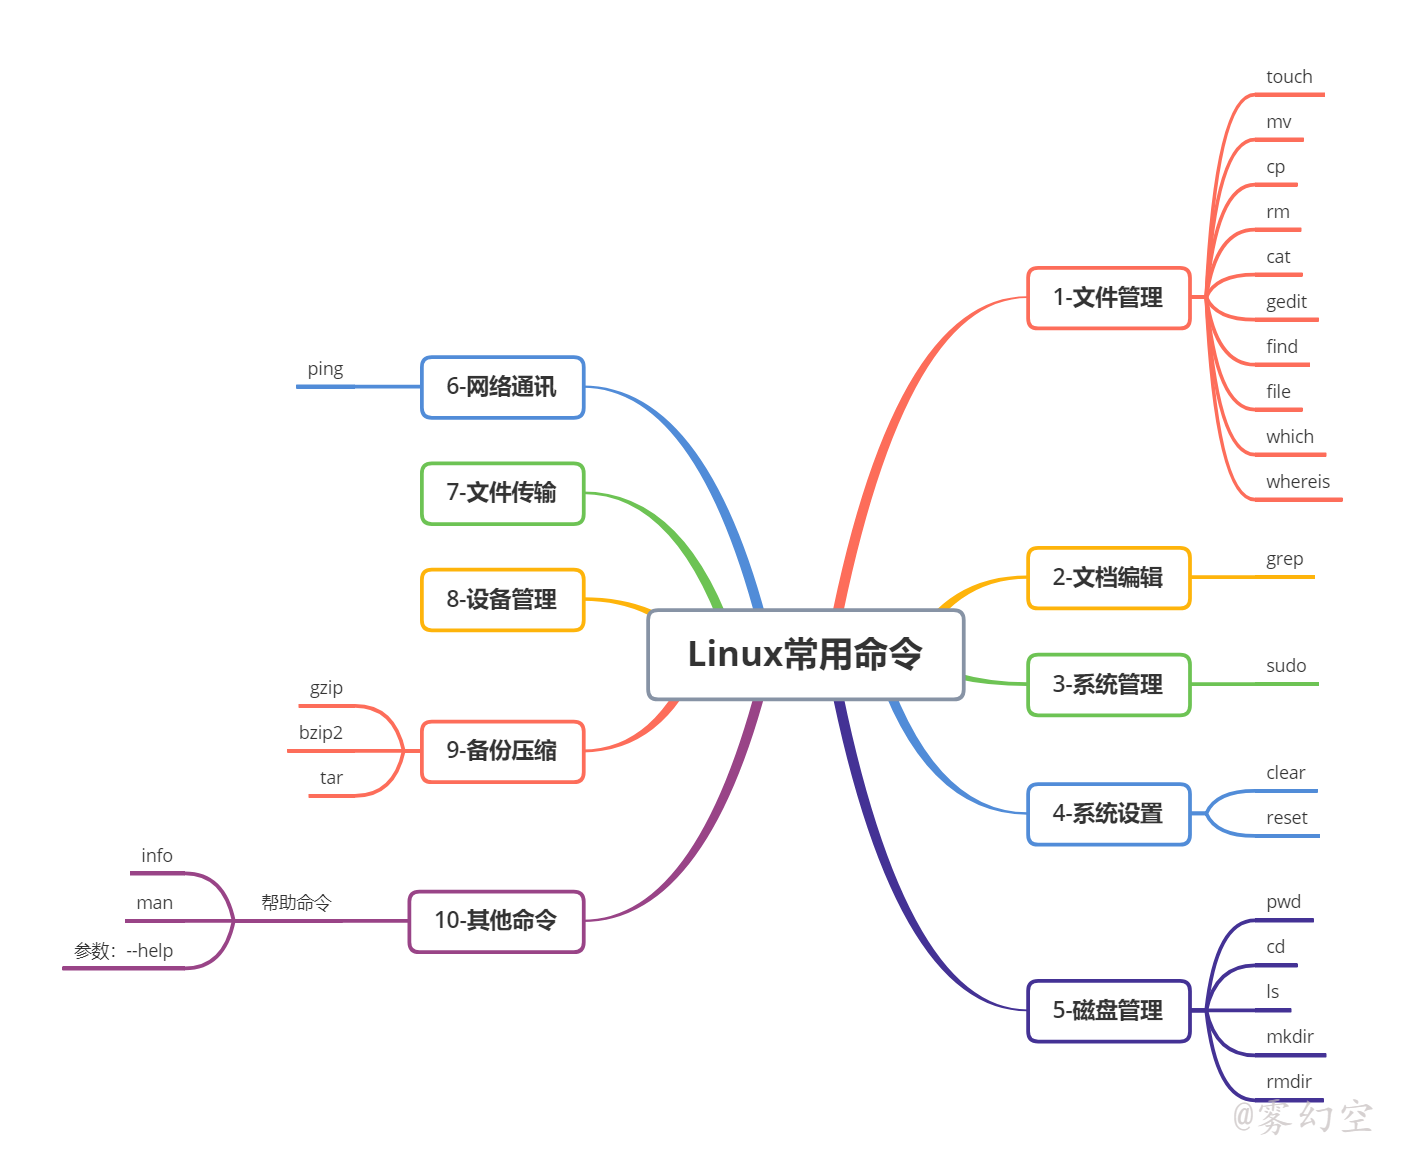 Linux常用命令
1-文件管理
touch
mv
cp
rm
cat
gedit
find
file
which
whereis
2-文档编辑
grep
3-系统管理
sudo
4-系统设置
clear
reset
5-磁盘管理
pwd
cd
ls
mkdir
rmdir
6-网络通讯
ping
7-文件传输
8-设备管理
9-备份压缩
gzip
bzip2
tar
10-其他命令
帮助命令
info
man
参数：--help
@雾幻空